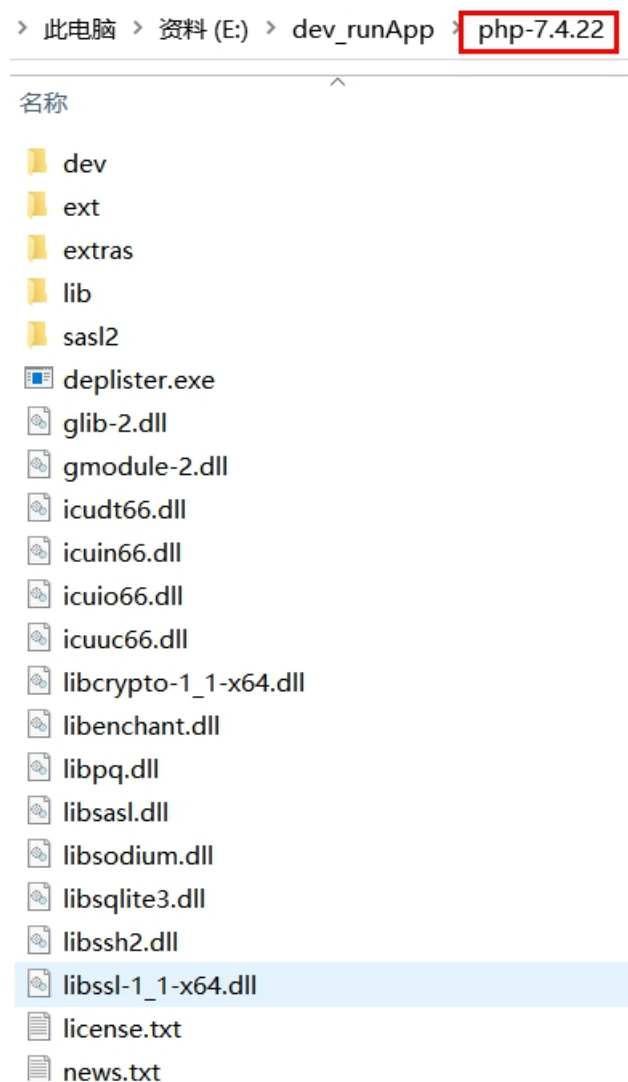 此电脑 资料 (E:) dev_runApp php-7.4.22
名称
dev
ext
extras
lib
sasl2
deplister.exe
glib-2.dll
gmodule-2.dll
icudt66.dll
icuin66.dll
icuio66.dll
icuuc66.dll
libcrypto-1_1-x64.dll
libenchant.dll
libpq.dll
libsasl.dll
libsodium.dll
libsqlite3.dll
libssh2.dll
libssl-1_1-x64.dll
license.txt
news.txt